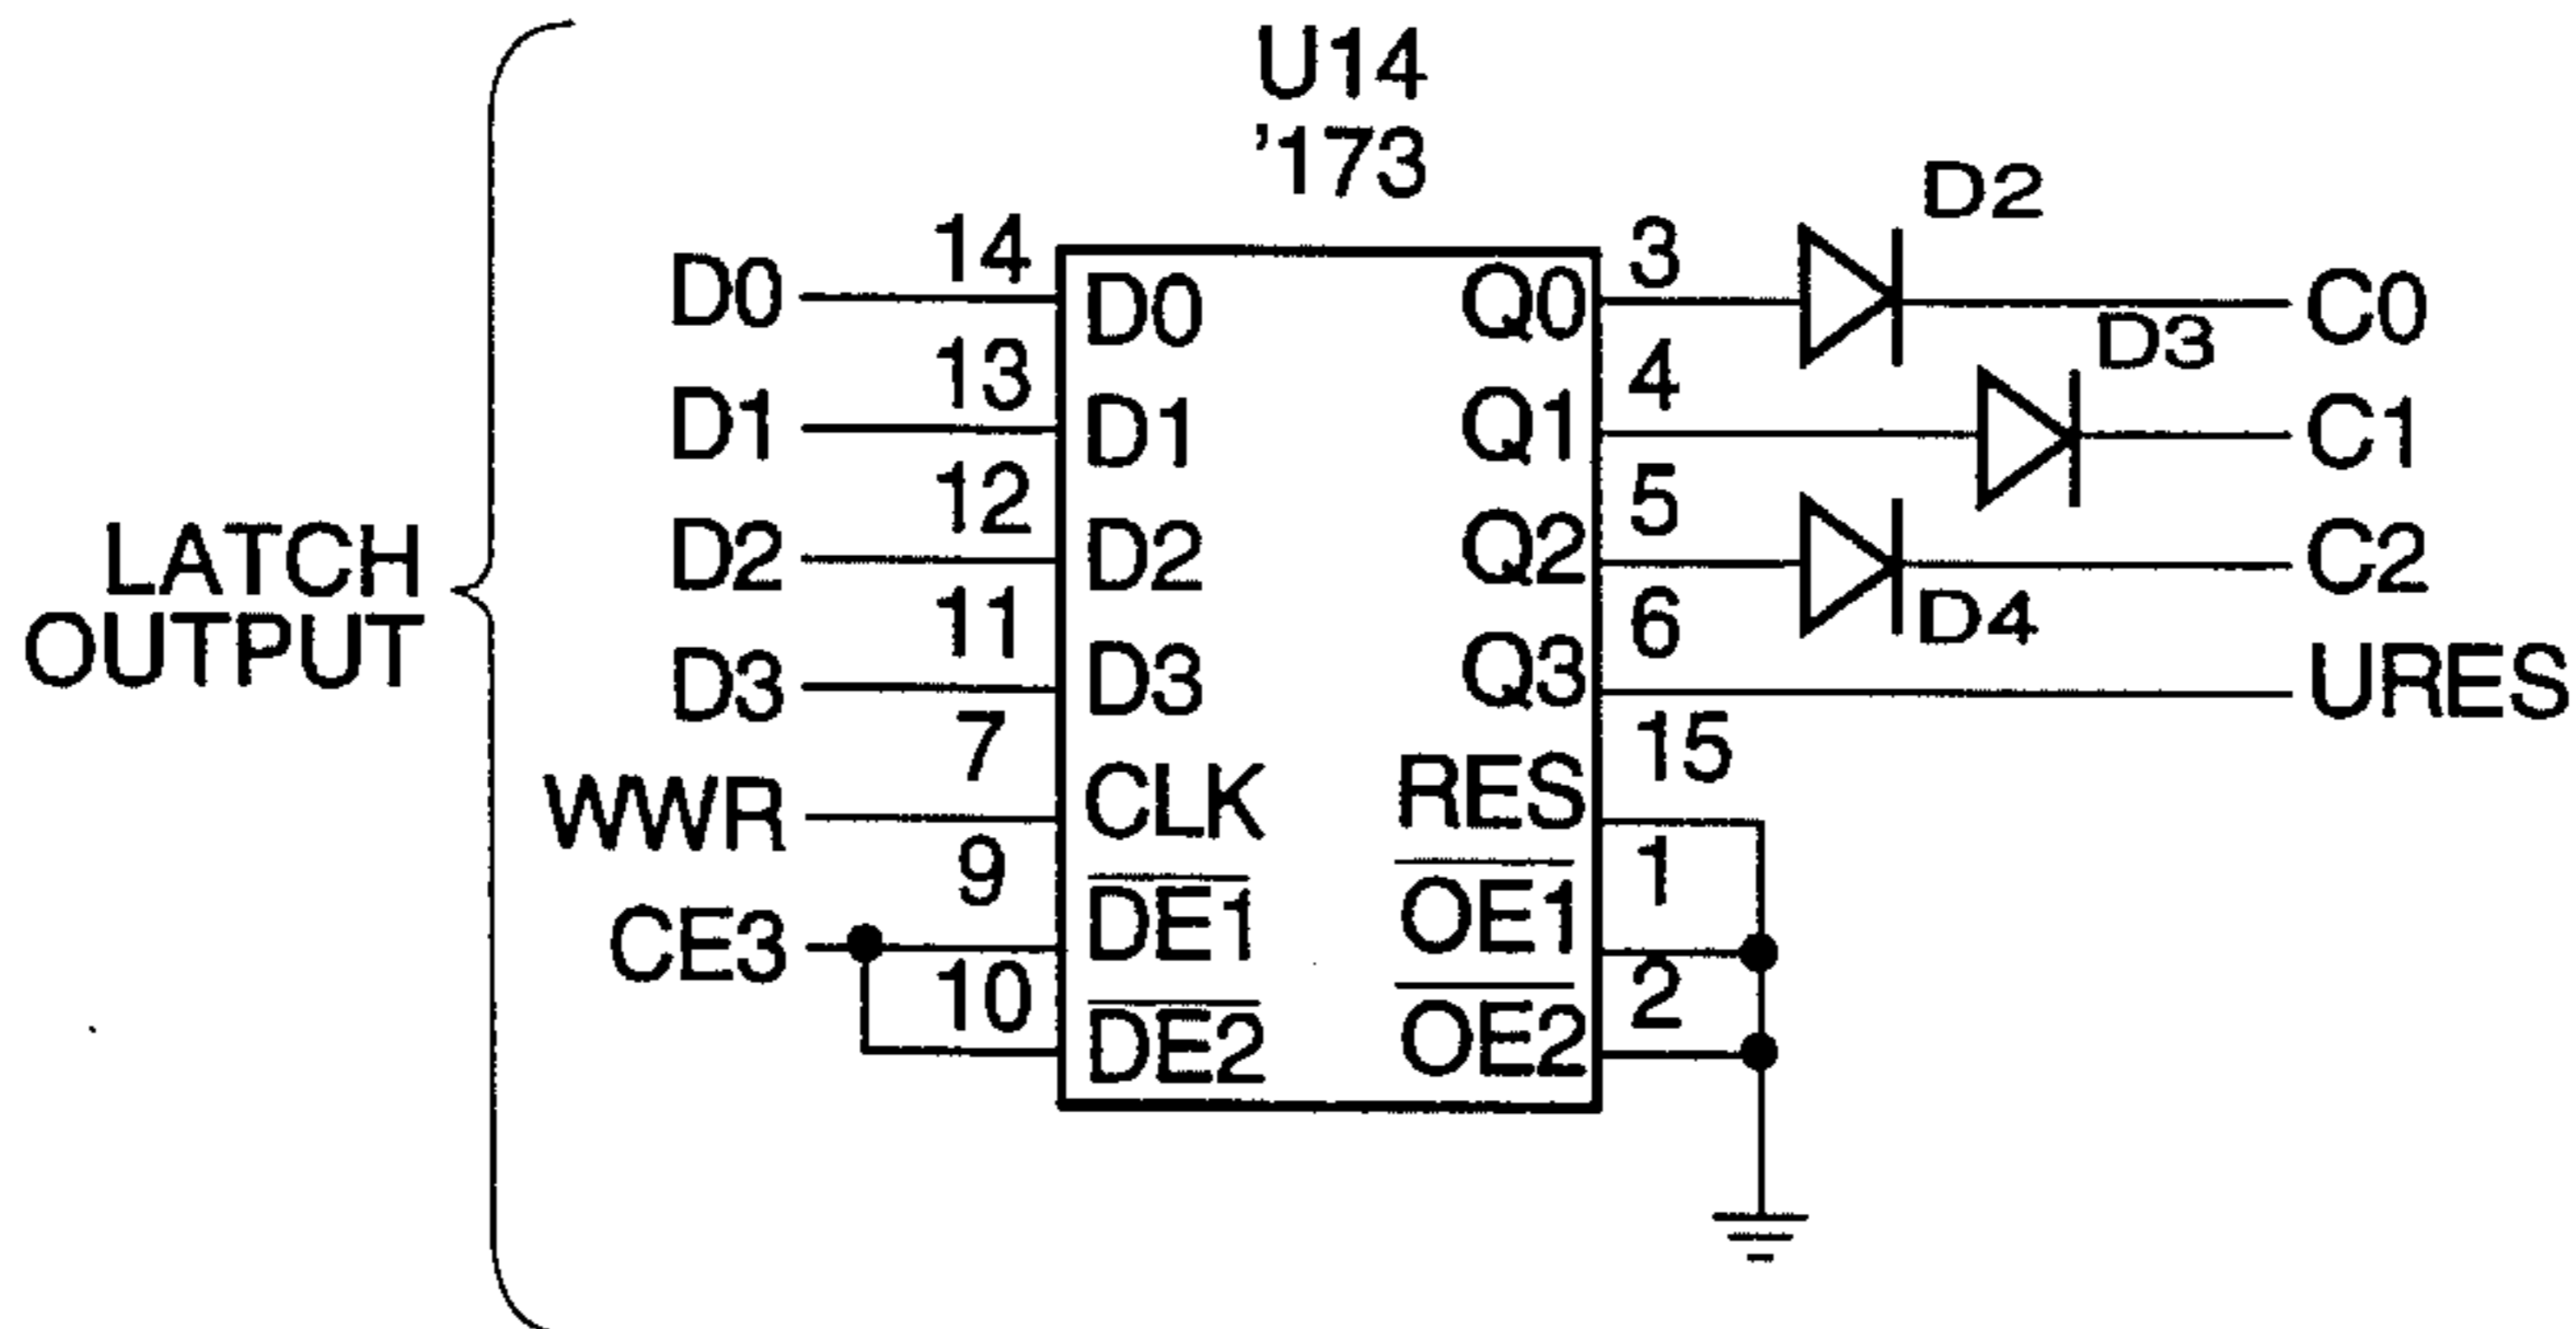 U14
'173
D2
14
3
D0
D0
Q0
C0
D3
13
4
D1
D1
Q1
C1
12
5
LATCH
OUTPUT
D2
D2
Q2
C2
D4
11
6
D3
D3
Q3
URES
7
15
WWR
CLK
RES
9
1
CE3
DE1
OE1
10
2
DE2
OE2